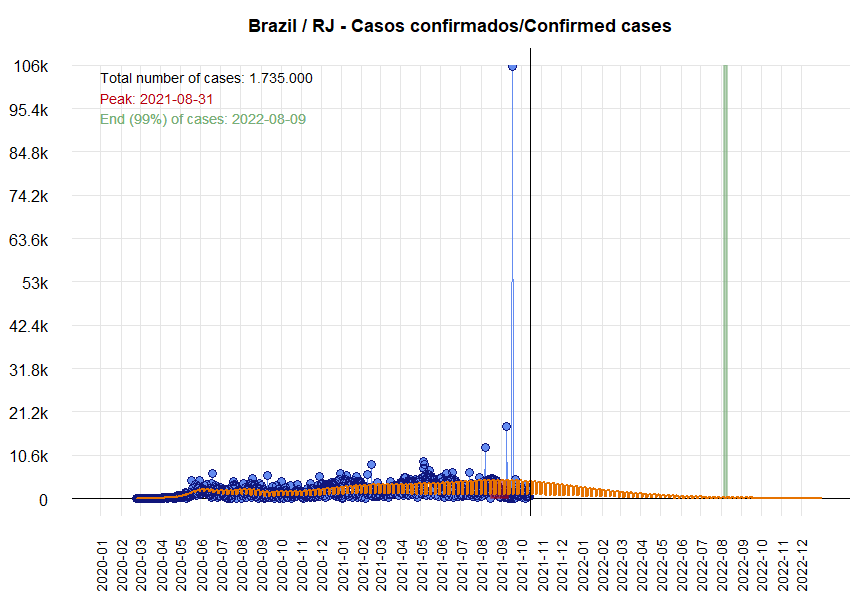 Brazil / RJ - Casos confirmados/Confirmed cases
106k
95.4k
84.8k
74.2k
63.6k
53k
42.4k
31.8k
21.2k
10.6k
0
Total number of cases: 1.735.000
Peak: 2021-08-31
End (99%) of cases: 2022-08-09
2020-01
2020-02
2020-03
2020-04
2020-05
2020-06
2020-07
2020-08
2020-09
2020-10
2020-11
2020-12
2021-01
2021-02
2021-03
2021-04
2021-05
2021-06
2021-07
2021-08
2021-09
2021-10
2021-11
2021-12
2022-01
2022-02
2022-03
2022-04
2022-05
2022-06
2022-07
2022-08
2022-09
2022-10
2022-11
2022-12